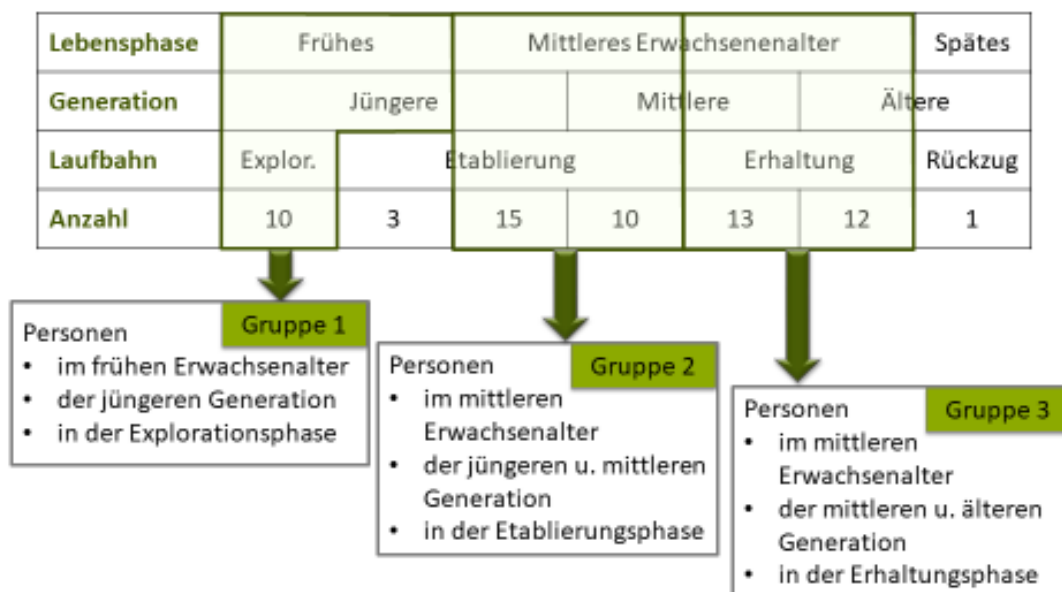 Lebensphase Frühes Mittleres Erwachsenenalter Spätes
Generation Jüngere Mittlere Ältere
Laufbahn Explor. Etablierung Erhaltung Rückzug
Anzahl 10 3 15 10 13 12 1
Gruppe 1
Personen
• im frühen Erwachsenalter
• der jüngeren Generation
• in der Explorationsphase
Gruppe 2
Personen
• im mittleren
Erwachsenalter
• der jüngeren u. mittleren
Generation
• in der Etablierungsphase
Gruppe 3
Personen
• im mittleren
Erwachsenalter
• der mittleren u. älteren
Generation
• in der Erhaltungsphase